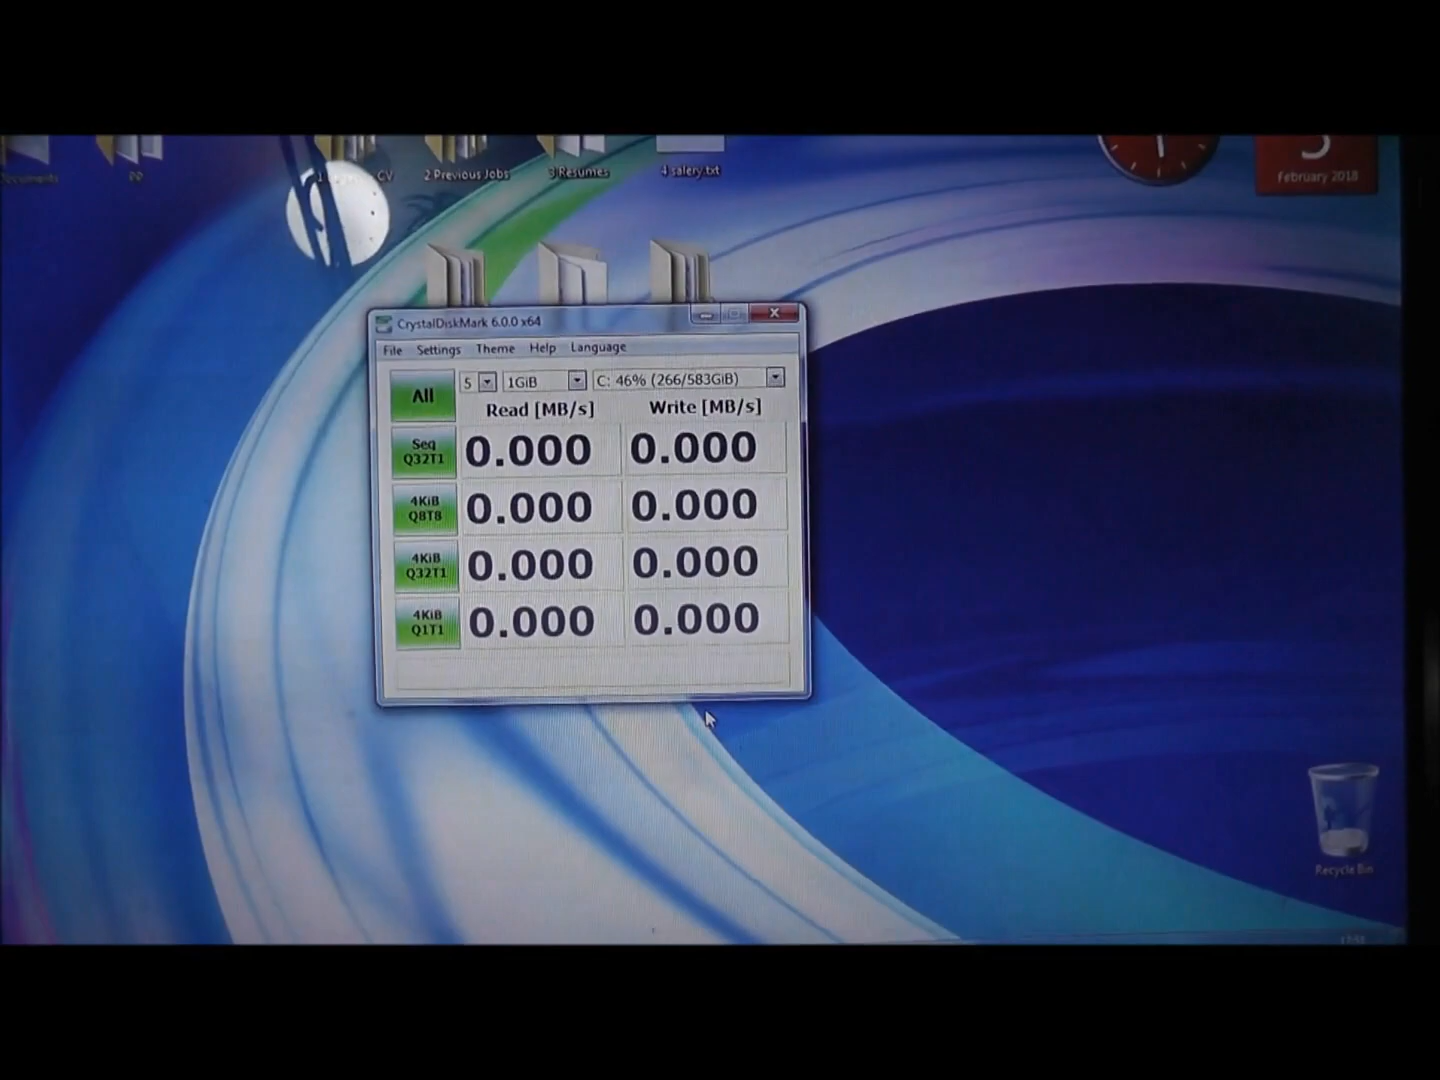 Documents
CV
2 Previous Jobs
3 Resumes
4 salery.txt
February 2018
CrystalDiskMark 6.0.0 x64
File Settings Theme Help Language
All
5 1GiB C: 46% (266/583GiB)
Read [MB/s] Write [MB/s]
Seq
Q32T1
0.000 0.000
4KiB
Q8T8
0.000 0.000
4KiB
Q32T1
0.000 0.000
4KiB
Q1T1
0.000 0.000
Recycle Bin